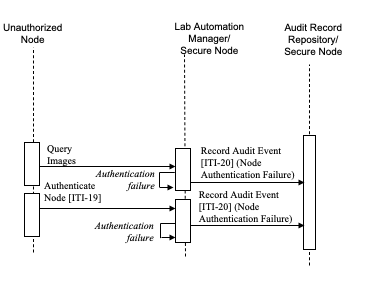 Unauthorized
Node
Lab Automation
Manager/
Secure Node
Audit Record
Repository/
Secure Node
Query
Images
Authentication
failure
Record Audit Event
[ITI-20] (Node
Authentication Failure)
Authenticate
Node [ITI-19]
Authentication
failure
Record Audit Event
[ITI-20] (Node
Authentication Failure)